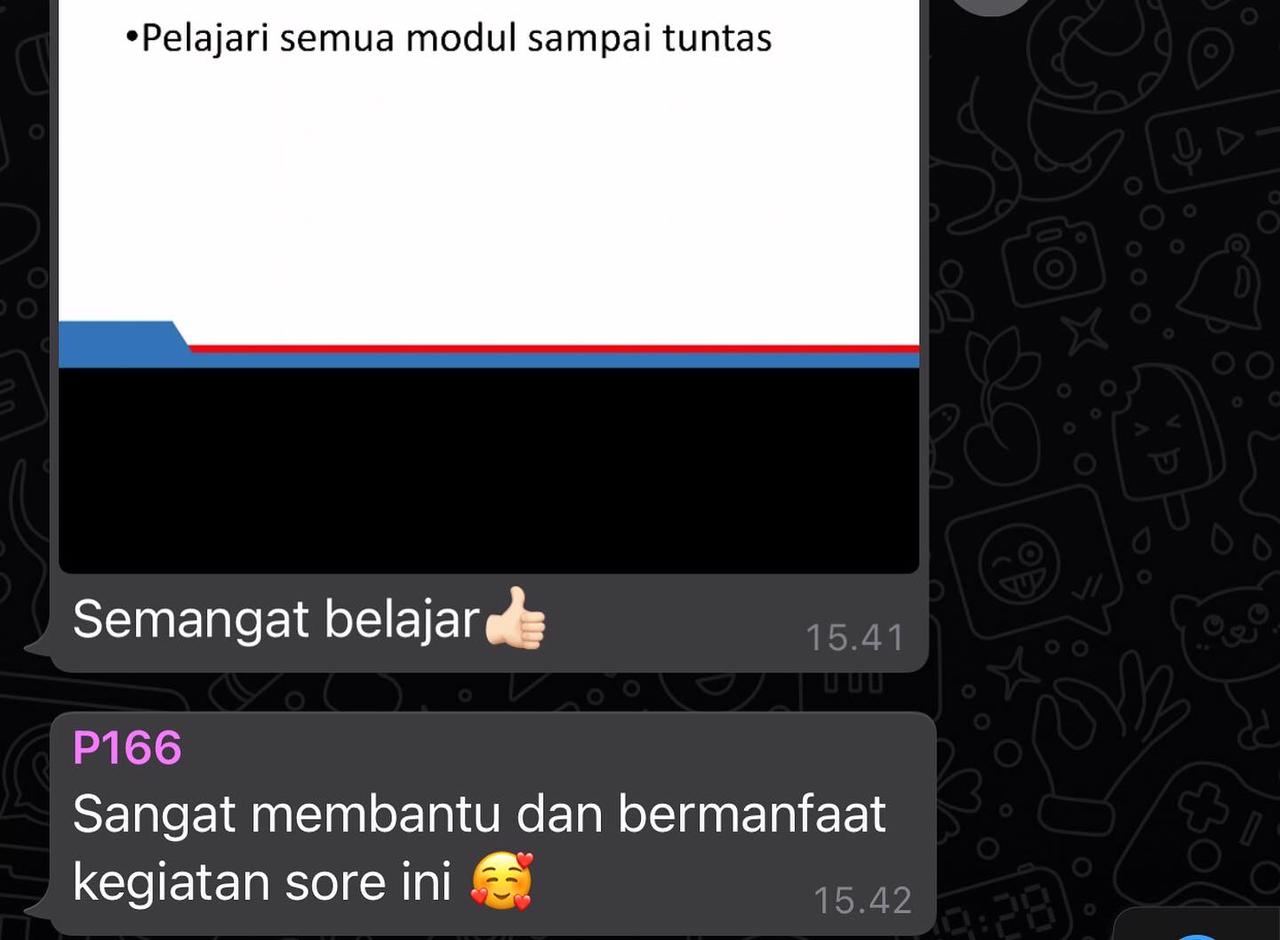 •Pelajari semua modul sampai tuntas
Semangat belajar👍🏻
15.41
P166
Sangat membantu dan bermanfaat
kegiatan sore ini 🥰
15.42